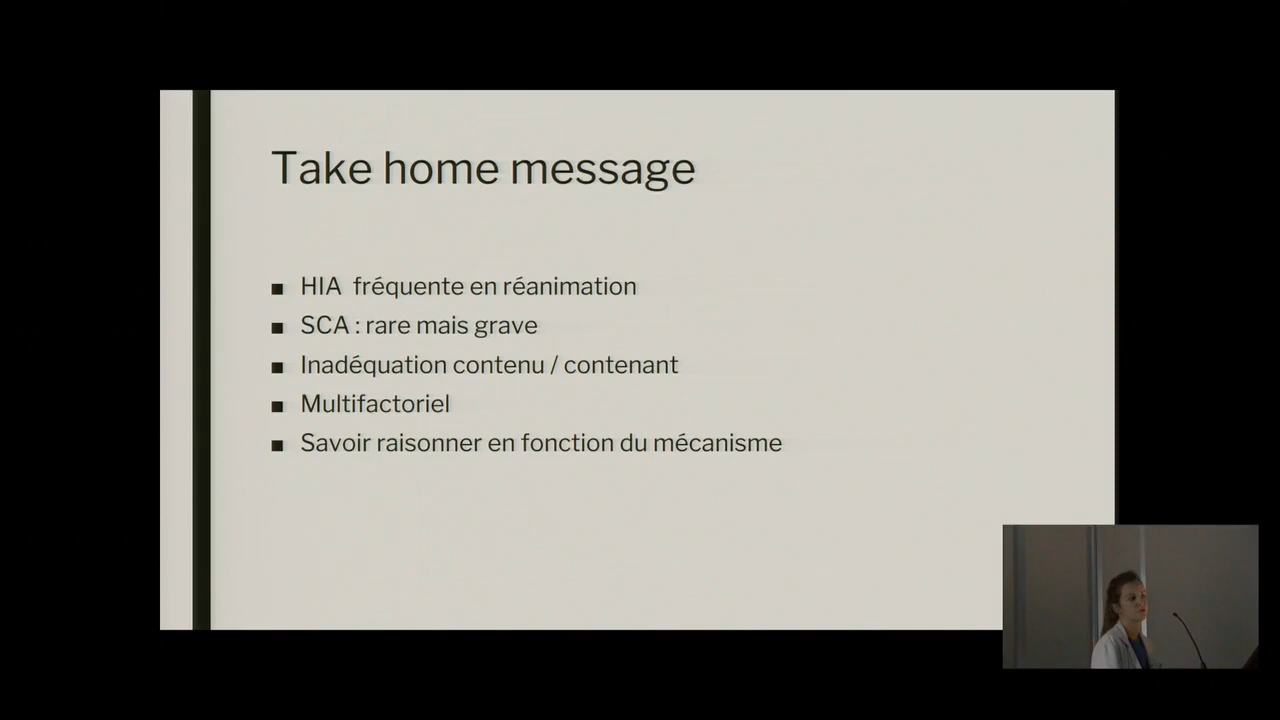 Take home message
HIA fréquente en réanimation
SCA : rare mais grave
Inadéquation contenu / contenant
Multifactoriel
Savoir raisonner en fonction du mécanisme